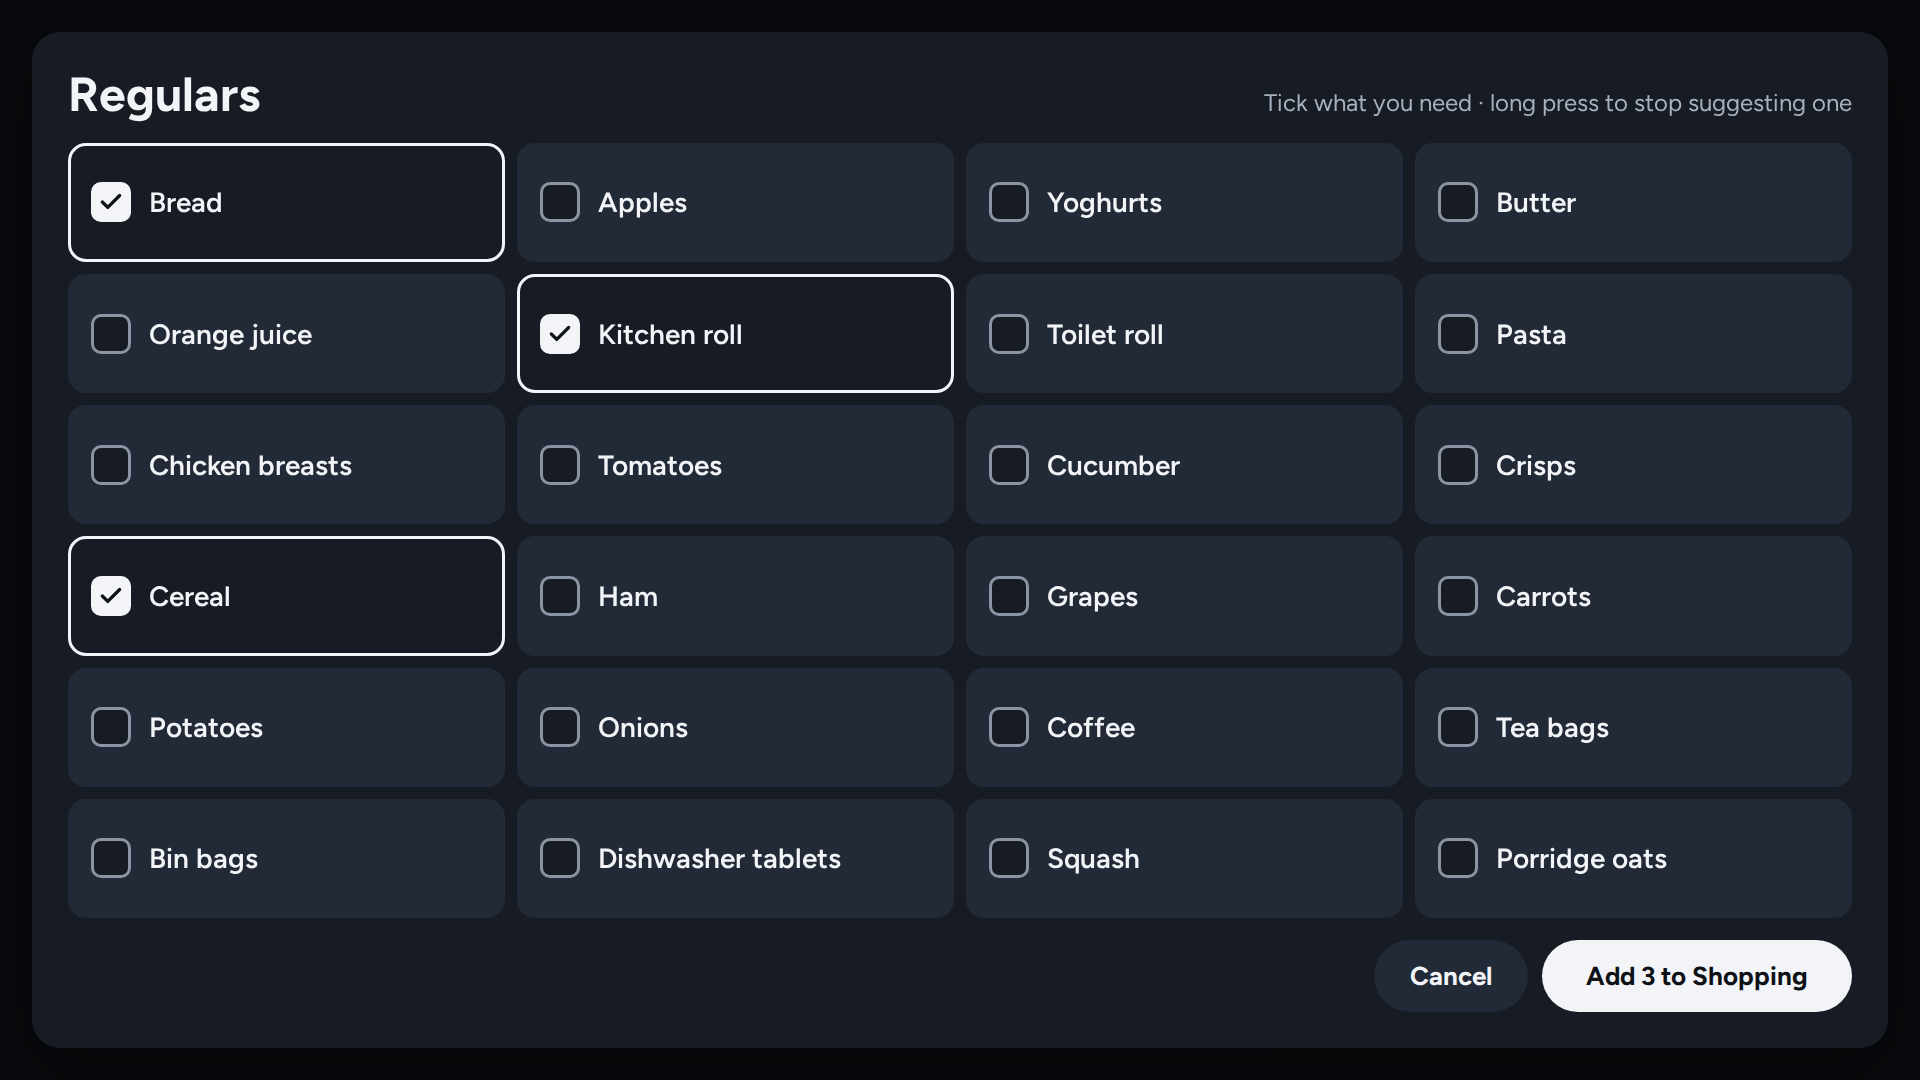 Regulars
Tick what you need · long press to stop suggesting one
Bread
Apples
Yoghurts
Butter
Orange juice
Kitchen roll
Toilet roll
Pasta
Chicken breasts
Tomatoes
Cucumber
Crisps
Cereal
Ham
Grapes
Carrots
Potatoes
Onions
Coffee
Tea bags
Bin bags
Dishwasher tablets
Squash
Porridge oats
Cancel
Add 3 to Shopping